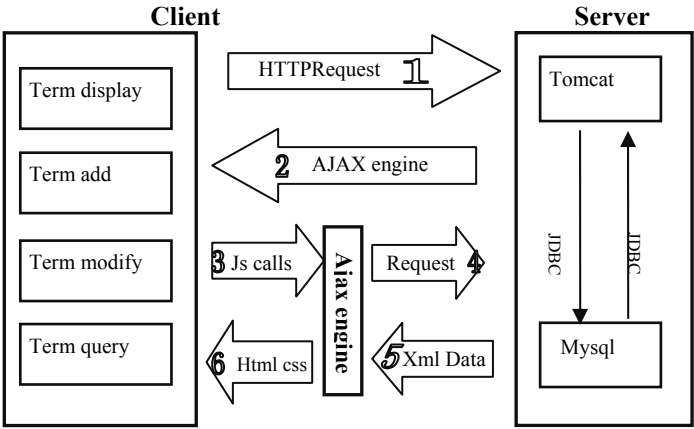 Client
Server
HTTPRequest 1
Term display
Tomcat
2 AJAX engine
Term add
JDBC
JDBC
3 Js calls
Ajax engine
Request 4
Term modify
Term query
6 Html css
5 Xml Data
Mysql